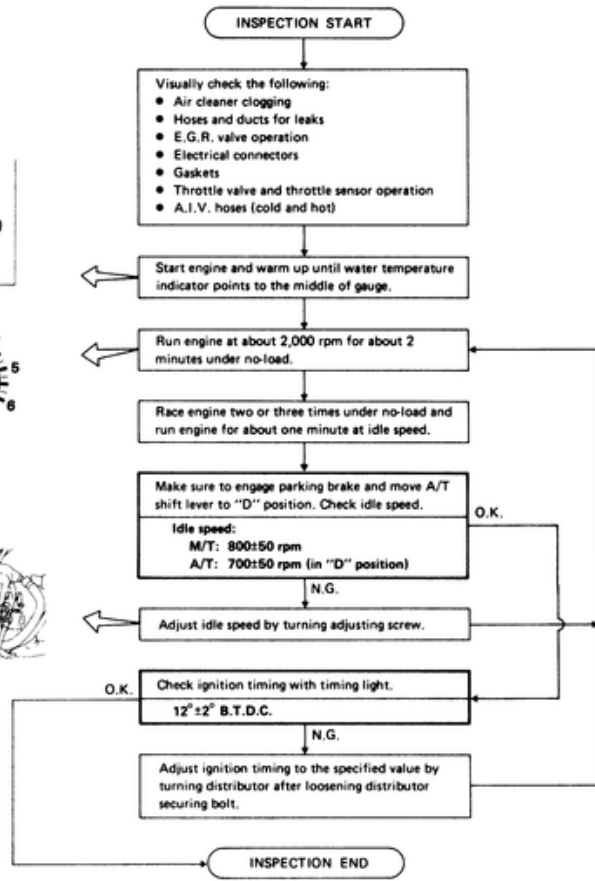 INSPECTION START
Visually check the following:
● Air cleaner clogging
● Hoses and ducts for leaks
● E.G.R. valve operation
● Electrical connectors
● Gaskets
● Throttle valve and throttle sensor operation
● A.I.V. hoses (cold and hot)
Start engine and warm up until water temperature
indicator points to the middle of gauge.
Run engine at about 2,000 rpm for about 2
minutes under no-load.
5
6
Race engine two or three times under no-load and
run engine for about one minute at idle speed.
Make sure to engage parking brake and move A/T
shift lever to "D" position. Check idle speed.
O.K.
Idle speed:
M/T: 800±50 rpm
A/T: 700±50 rpm (in "D" position)
N.G.
Adjust idle speed by turning adjusting screw.
O.K.
Check ignition timing with timing light.
12°±2° B.T.D.C.
N.G.
Adjust ignition timing to the specified value by
turning distributor after loosening distributor
securing bolt.
INSPECTION END